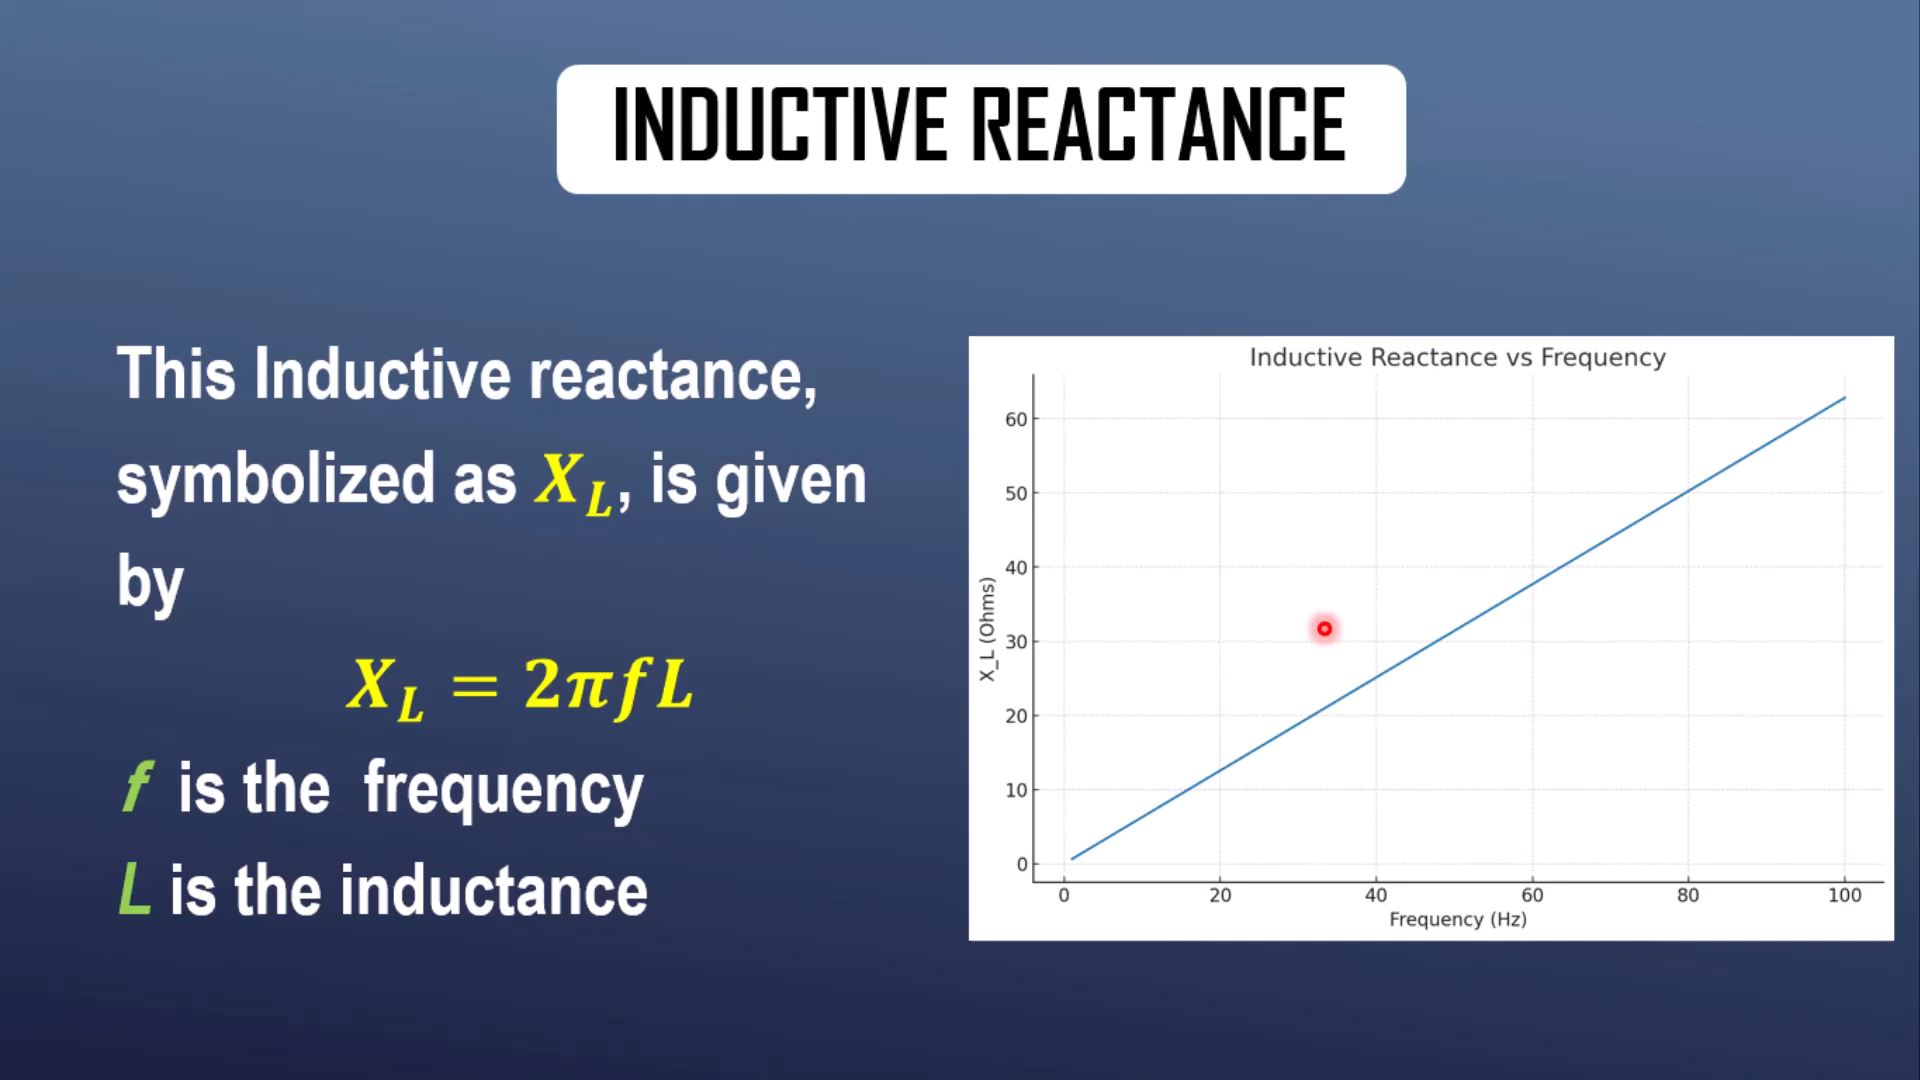 INDUCTIVE REACTANCE
This Inductive reactance,
symbolized as X_L, is given
by
X_L = 2πfL
f is the frequency
L is the inductance
Inductive Reactance vs Frequency
X_L (Ohms)
60
50
40
30
20
10
0
0 20 40 60 80 100
Frequency (Hz)